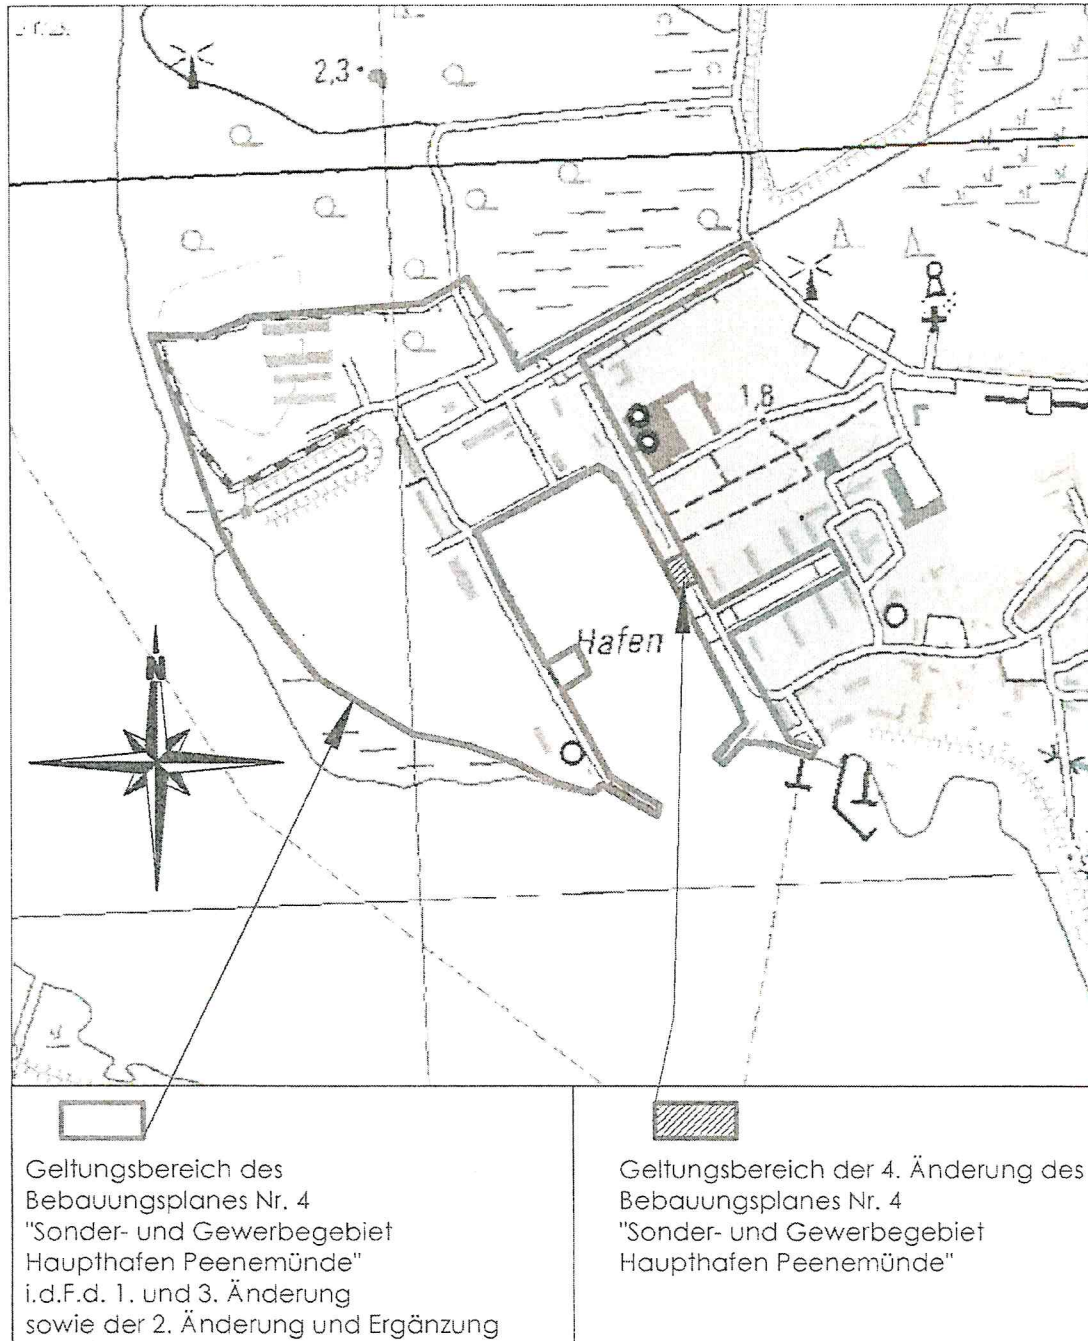 2,3
1,8
Hafen
N
Geltungsbereich des
Bebauungsplanes Nr. 4
"Sonder- und Gewerbegebiet
Haupthafen Peenemünde"
i.d.F.d. 1. und 3. Änderung
sowie der 2. Änderung und Ergänzung
Geltungsbereich der 4. Änderung des
Bebauungsplanes Nr. 4
"Sonder- und Gewerbegebiet
Haupthafen Peenemünde"